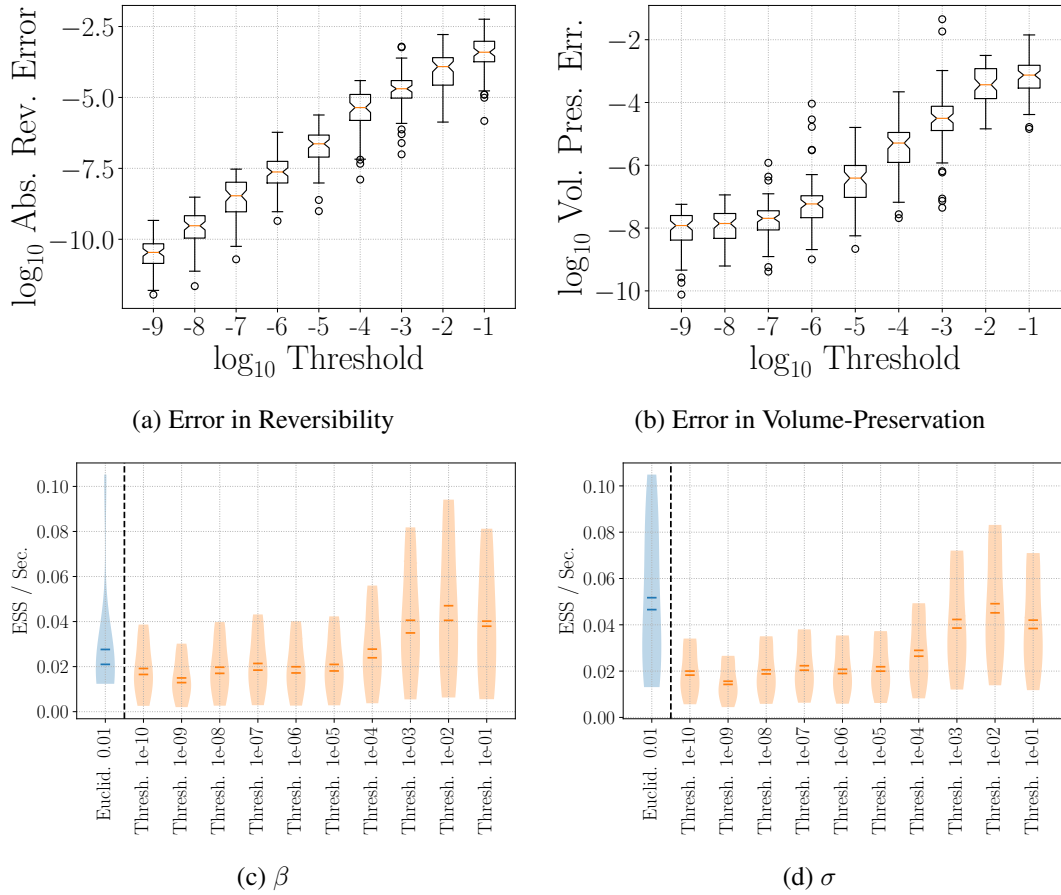 log₁₀ Abs. Rev. Error
−2.5
−5.0
−7.5
−10.0
-9 -8 -7 -6 -5 -4 -3 -2 -1
log₁₀ Threshold
(a) Error in Reversibility
log₁₀ Vol. Pres. Err.
−2
−4
−6
−8
−10
-9 -8 -7 -6 -5 -4 -3 -2 -1
log₁₀ Threshold
(b) Error in Volume-Preservation
ESS / Sec.
0.10
0.08
0.06
0.04
0.02
0.00
Euclid. 0.01
Thresh. 1e-10
Thresh. 1e-09
Thresh. 1e-08
Thresh. 1e-07
Thresh. 1e-06
Thresh. 1e-05
Thresh. 1e-04
Thresh. 1e-03
Thresh. 1e-02
Thresh. 1e-01
(c) β
ESS / Sec.
0.10
0.08
0.06
0.04
0.02
0.00
Euclid. 0.01
Thresh. 1e-10
Thresh. 1e-09
Thresh. 1e-08
Thresh. 1e-07
Thresh. 1e-06
Thresh. 1e-05
Thresh. 1e-04
Thresh. 1e-03
Thresh. 1e-02
Thresh. 1e-01
(d) σ